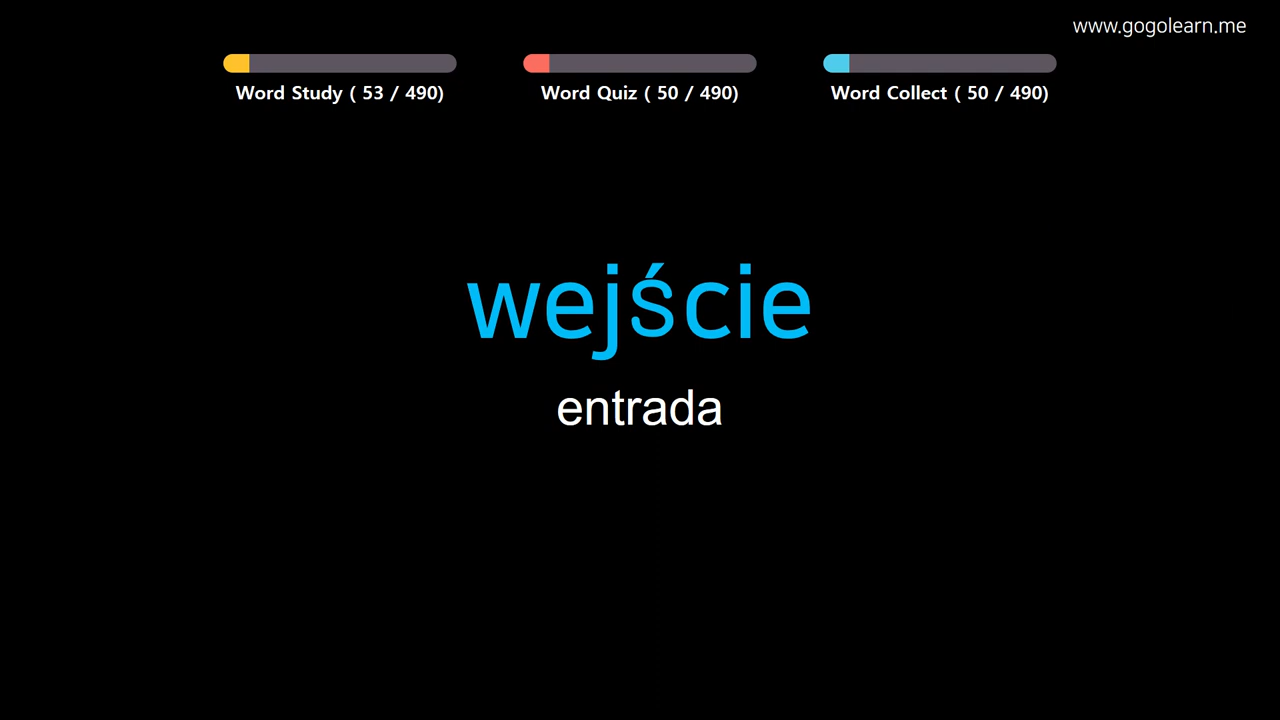 www.gogolearn.me
Word Study ( 53 / 490)
Word Quiz ( 50 / 490)
Word Collect ( 50 / 490)
wejście
entrada